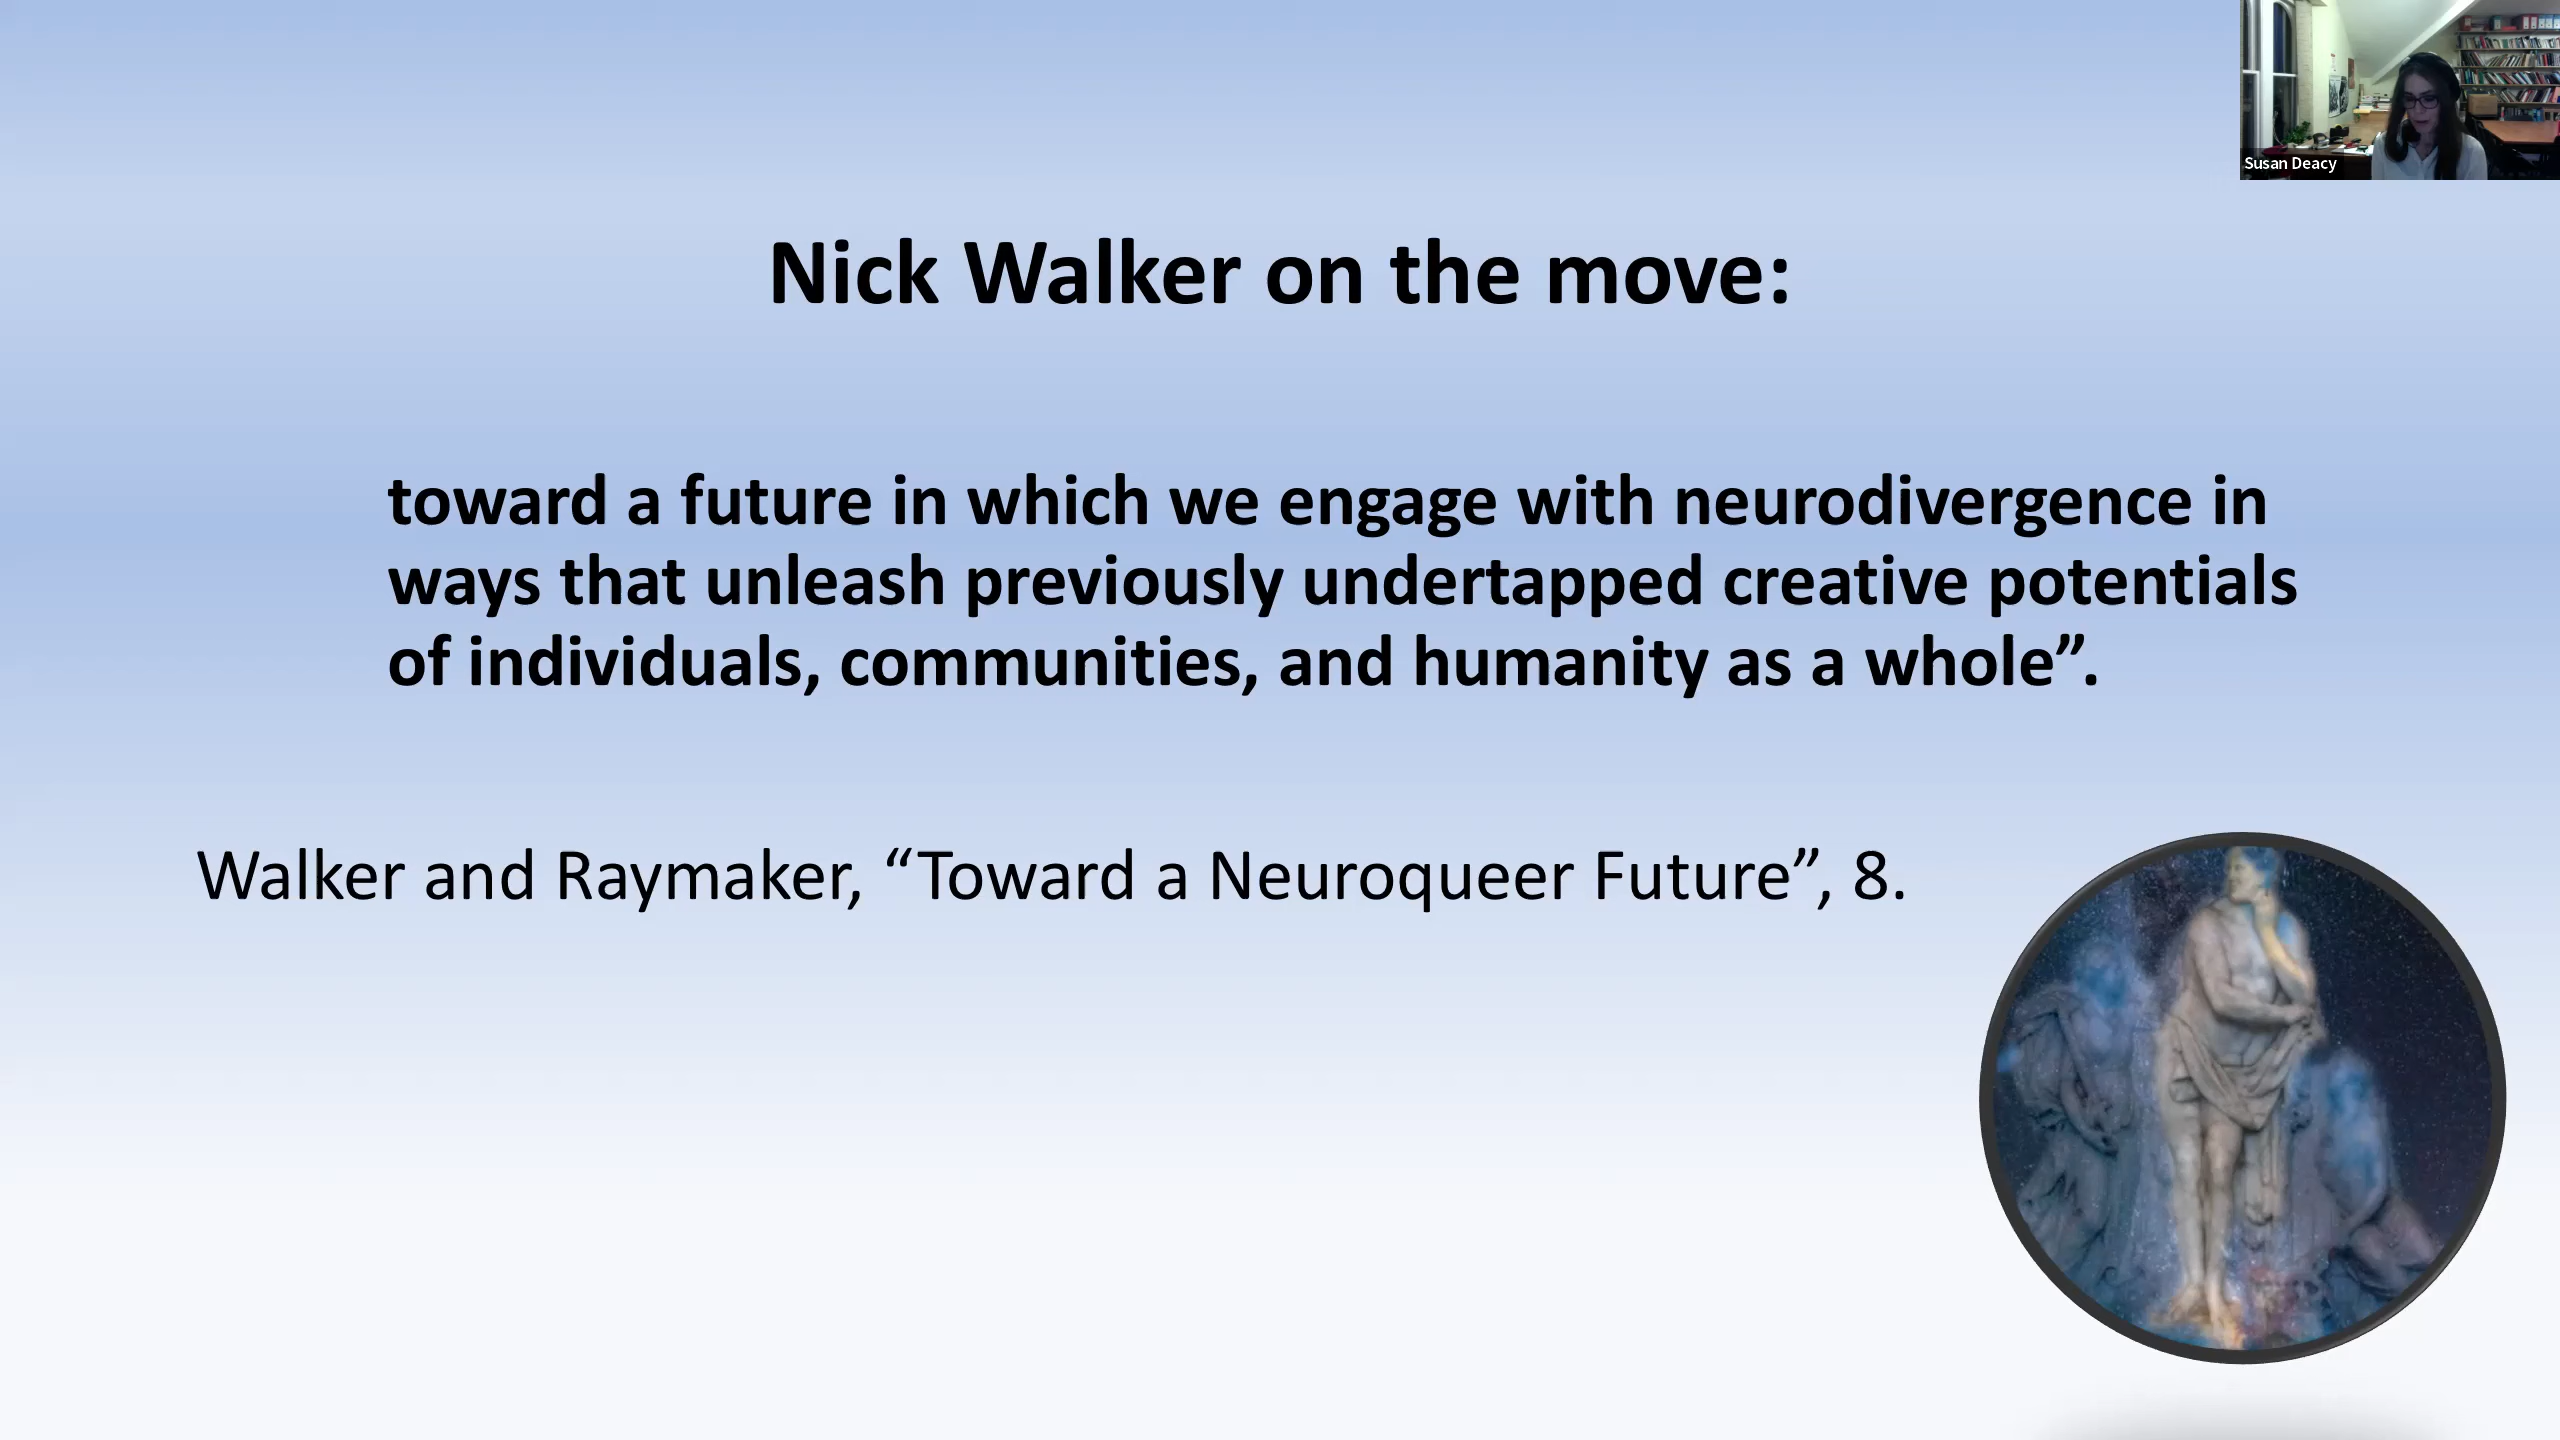 Susan Deacy
Nick Walker on the move:
toward a future in which we engage with neurodivergence in
ways that unleash previously undertapped creative potentials
of individuals, communities, and humanity as a whole”.
Walker and Raymaker, “Toward a Neuroqueer Future”, 8.